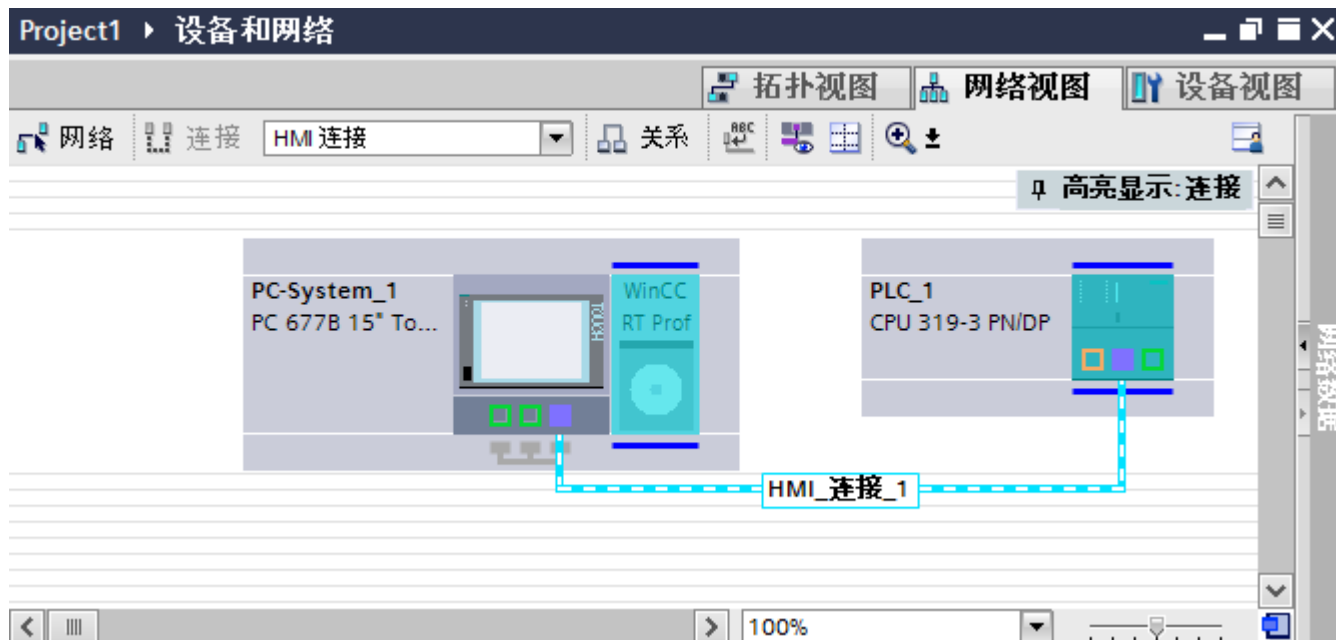 Project1 ▸ 设备和网络
拓扑视图 网络视图 设备视图
网络 连接 HMI 连接 关系 ABC
高亮显示:连接
PC-System_1
PC 677B 15" To...
TOUCH
WinCC
RT Prof
PLC_1
CPU 319-3 PN/DP
网络数据
HMI_连接_1
100%